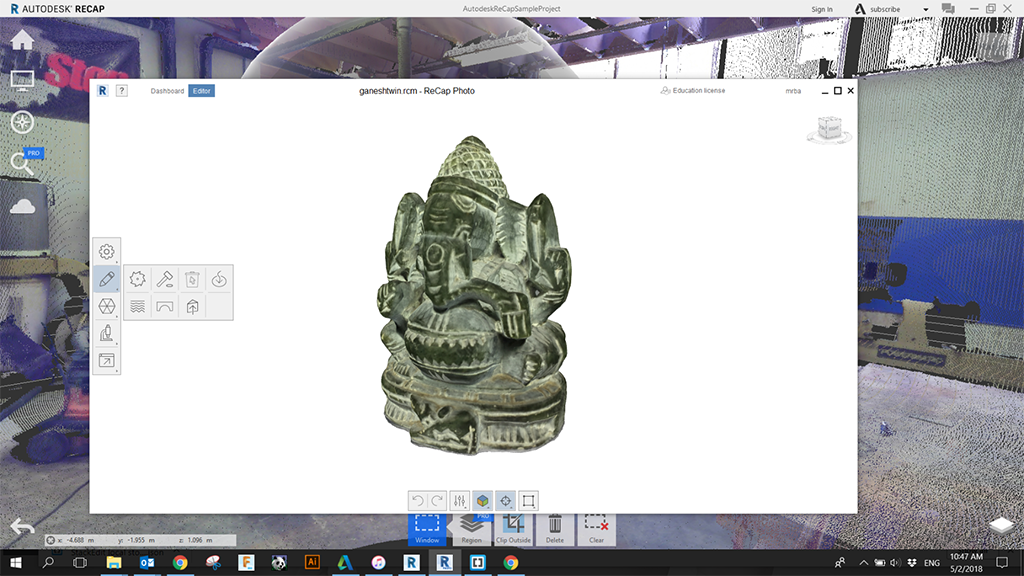 R AUTODESK® RECAP
AutodeskReCapSampleProject
Sign In
subscribe
R
?
Dashboard
Editor
ganeshtwin.rcm - ReCap Photo
Education license
mrba
PRO
x: -4.688 m
y: -1.955 m
z: 1.096 m
Window
PRO
Region
Clip Outside
Delete
Clear
Ai
R
R
ENG
10:47 AM
5/2/2018